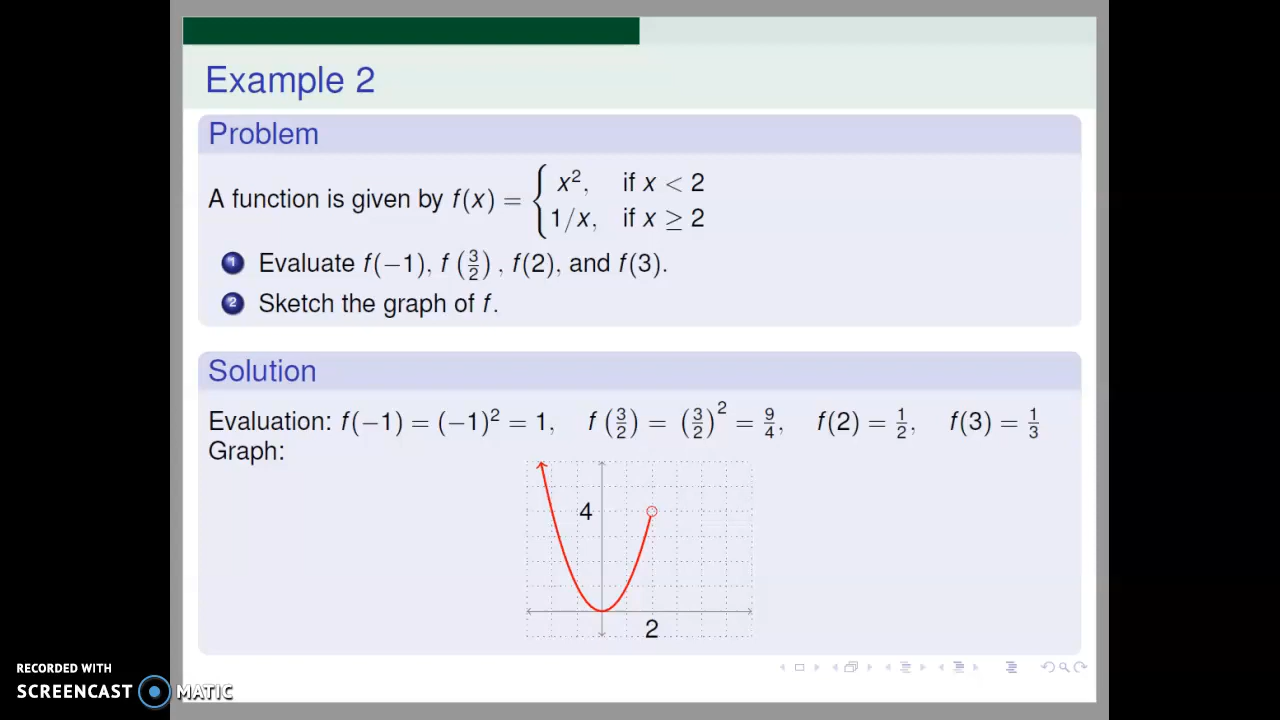 Example 2
Problem
A function is given by f(x) = { x², if x < 2
1/x, if x ≥ 2
1 Evaluate f(−1), f(3/2), f(2), and f(3).
2 Sketch the graph of f.
Solution
Evaluation: f(−1) = (−1)² = 1, f(3/2) = (3/2)² = 9/4, f(2) = 1/2, f(3) = 1/3
Graph:
4
2
RECORDED WITH
SCREENCAST MATIC